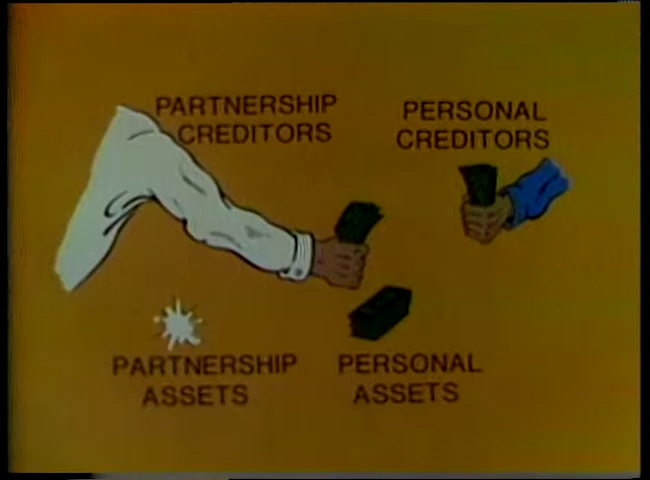 PARTNERSHIP
CREDITORS
PERSONAL
CREDITORS
PARTNERSHIP
ASSETS
PERSONAL
ASSETS